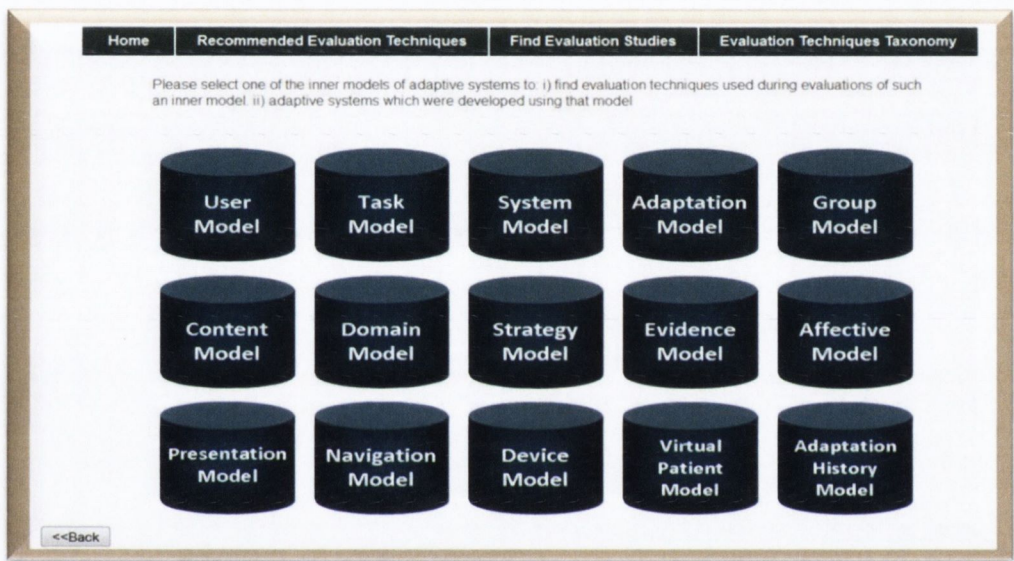 Home Recommended Evaluation Techniques Find Evaluation Studies Evaluation Techniques Taxonomy
Please select one of the inner models of adaptive systems to: i) find evaluation techniques used during evaluations of such
an inner model. ii) adaptive systems which were developed using that model
User
Model
Task
Model
System
Model
Adaptation
Model
Group
Model
Content
Model
Domain
Model
Strategy
Model
Evidence
Model
Affective
Model
Presentation
Model
Navigation
Model
Device
Model
Virtual
Patient
Model
Adaptation
History
Model
<<Back